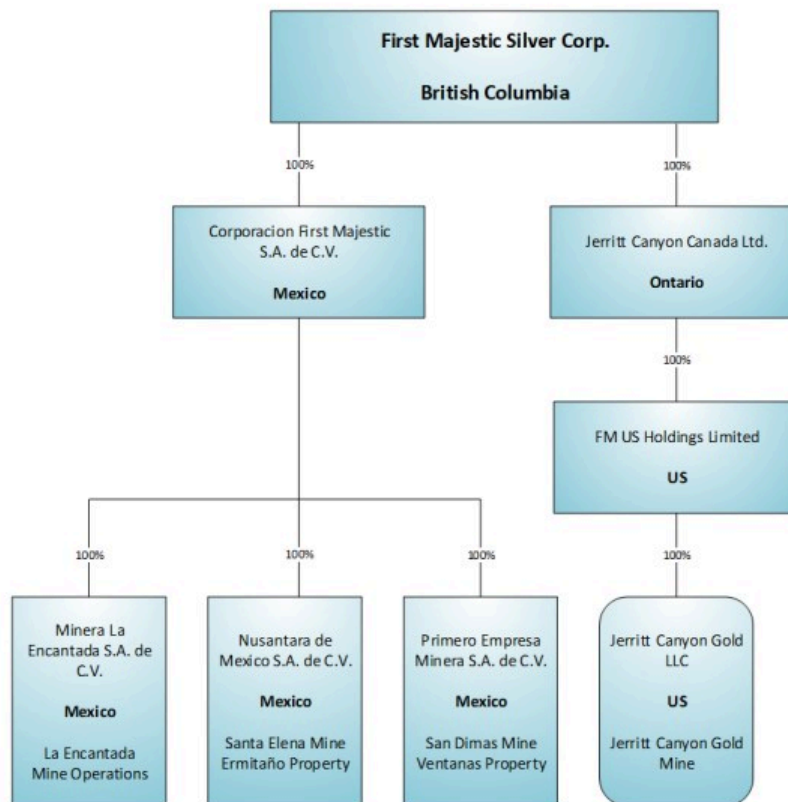 First Majestic Silver Corp.
British Columbia
100%
100%
Corporacion First Majestic
S.A. de C.V.
Mexico
Jerritt Canyon Canada Ltd.
Ontario
100%
FM US Holdings Limited
US
100%
100%
100%
100%
Minera La
Encantada S.A. de
C.V.
Mexico
La Encantada
Mine Operations
Nusantara de
Mexico S.A. de C.V.
Mexico
Santa Elena Mine
Ermitaño Property
Primero Empresa
Minera S.A. de C.V.
Mexico
San Dimas Mine
Ventanas Property
Jerritt Canyon Gold
LLC
US
Jerritt Canyon Gold
Mine